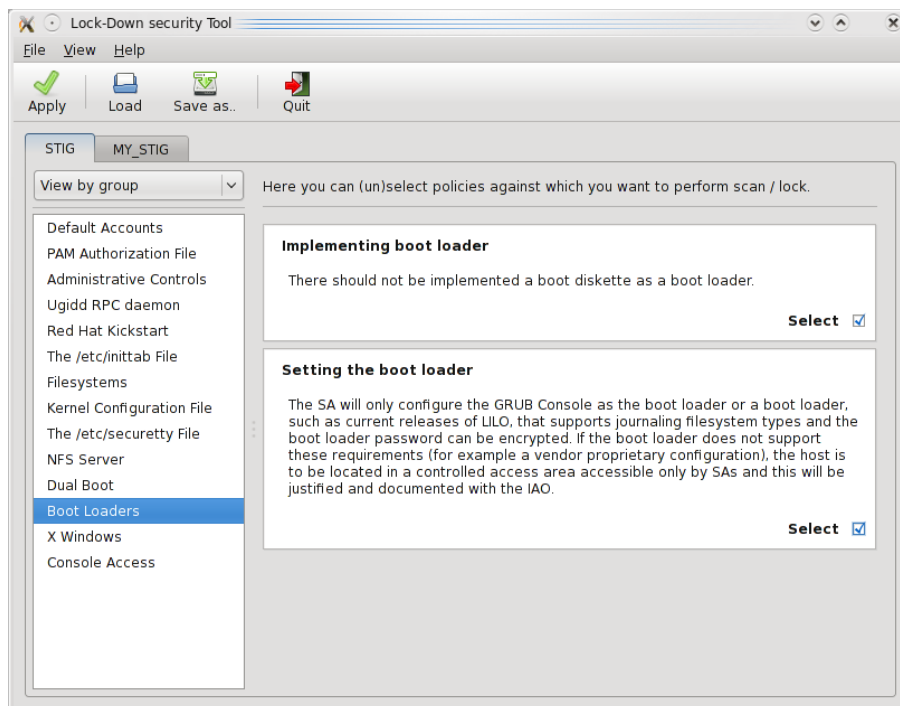 Lock-Down security Tool
File View Help
Apply Load Save as.. Quit
STIG MY_STIG
View by group
Here you can (un)select policies against which you want to perform scan / lock.
Default Accounts
PAM Authorization File
Administrative Controls
Ugidd RPC daemon
Red Hat Kickstart
The /etc/inittab File
Filesystems
Kernel Configuration File
The /etc/securetty File
NFS Server
Dual Boot
Boot Loaders
X Windows
Console Access
Implementing boot loader
There should not be implemented a boot diskette as a boot loader.
Select
Setting the boot loader
The SA will only configure the GRUB Console as the boot loader or a boot loader,
such as current releases of LILO, that supports journaling filesystem types and the
boot loader password can be encrypted. If the boot loader does not support
these requirements (for example a vendor proprietary configuration), the host is
to be located in a controlled access area accessible only by SAs and this will be
justified and documented with the IAO.
Select